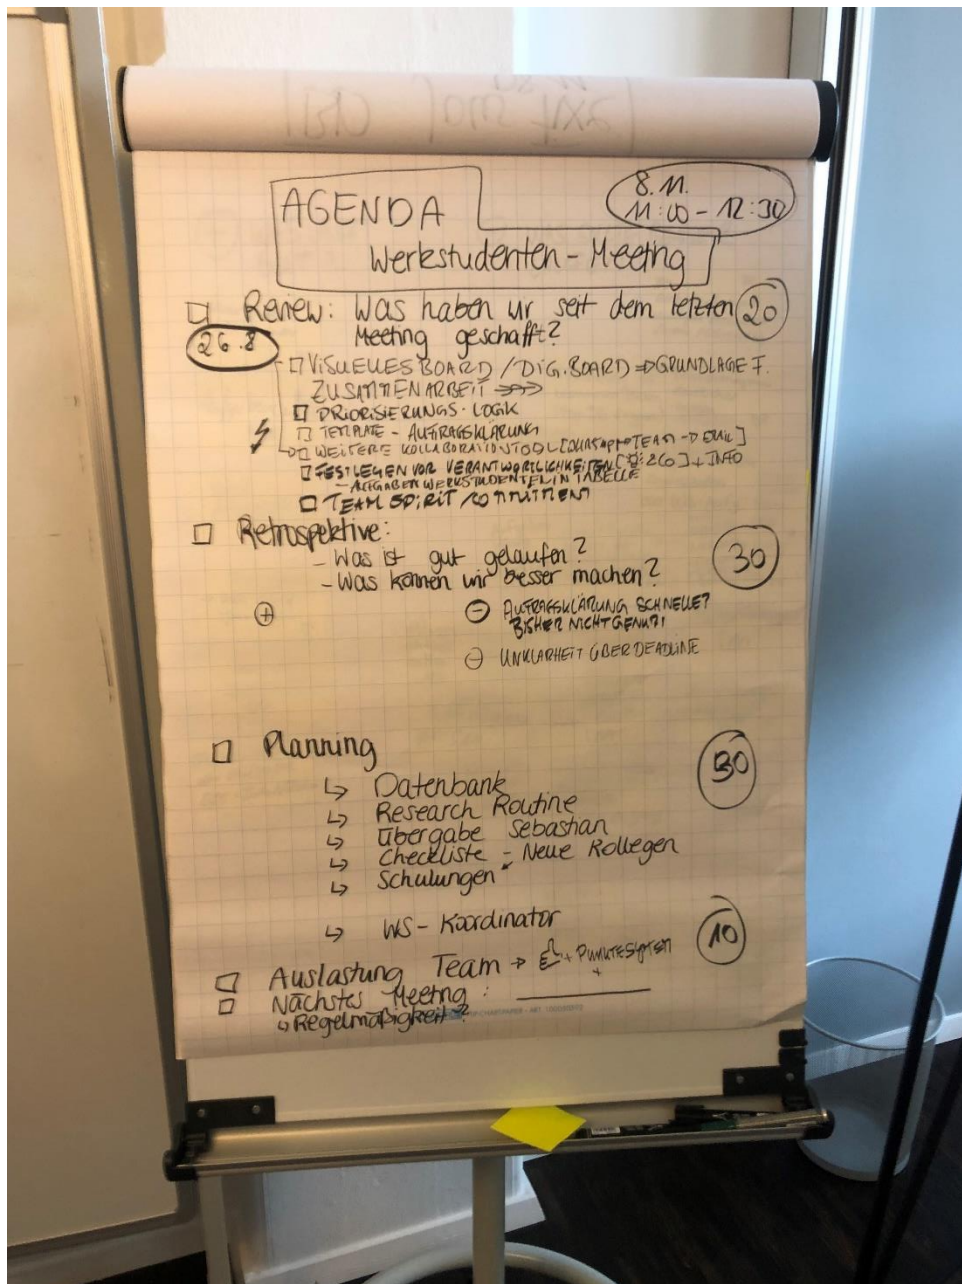 AGENDA
Werkstudenten - Meeting
8.11.
11:00 - 12:30
Review: Was haben wir seit dem letzten
Meeting geschafft?
20
26.8
VISUELLES BOARD / DIG. BOARD => GRUNDLAGE F.
ZUSAMMENARBEIT
PRIORISIERUNGS-LOGIK
TEMPLATE - AUFTRAGSKLÄRUNG
WEITERE KOLLABORATIONSTOOL TEAM -> EMAIL]
FESTLEGEN VON VERANTWORTLICHKEITEN + INFO
- AUFGABEN WERKSTUDENTEN IN TABELLE
TEAM SPIRIT / COMMITMENT
Retrospektive:
- Was ist gut gelaufen?
- Was können wir besser machen?
30
+
- AUFTRAGSKLÄRUNG SCHNELLER
BISHER NICHT GENUTZT
- UNKLARHEIT ÜBER DEADLINE
Planning
30
↳ Datenbank
↳ Research Routine
↳ Übergabe Sebastian
↳ Checkliste - Neue Kollegen
↳ Schulungen
↳ WS - Koordinator
10
Auslastung Team → + PUNKTESYSTEM
+
Nächstes Meeting:
↳ Regelmäßigkeit?